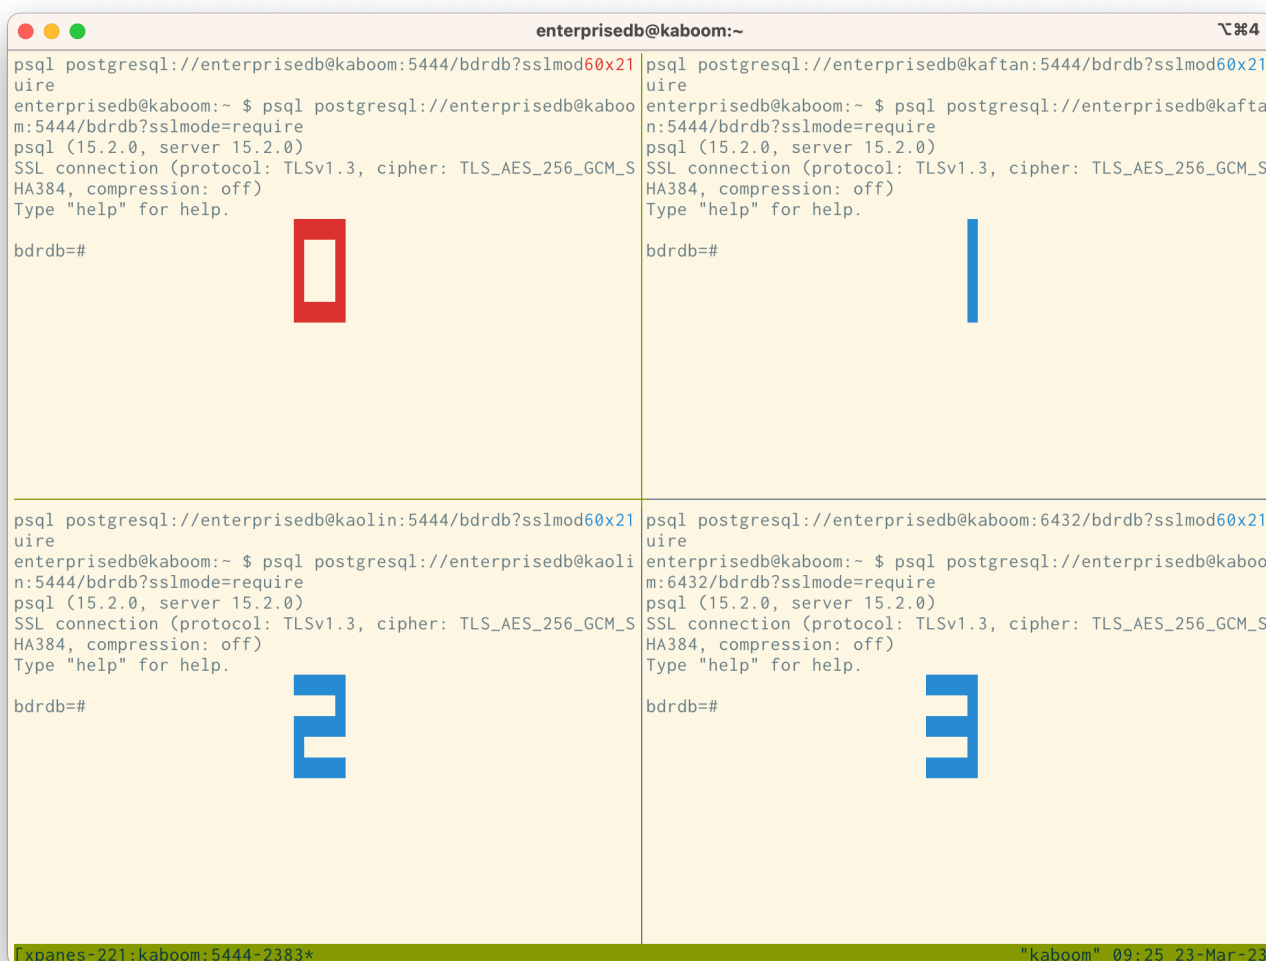 enterprisedb@kaboom:~
⌥⌘4
psql postgresql://enterprisedb@kaboom:5444/bdrdb?sslmod60x21
uire
enterprisedb@kaboom:~ $ psql postgresql://enterprisedb@kaboo
m:5444/bdrdb?sslmode=require
psql (15.2.0, server 15.2.0)
SSL connection (protocol: TLSv1.3, cipher: TLS_AES_256_GCM_S
HA384, compression: off)
Type "help" for help.
bdrdb=#
0
psql postgresql://enterprisedb@kaftan:5444/bdrdb?sslmod60x21
uire
enterprisedb@kaboom:~ $ psql postgresql://enterprisedb@kafta
n:5444/bdrdb?sslmode=require
psql (15.2.0, server 15.2.0)
SSL connection (protocol: TLSv1.3, cipher: TLS_AES_256_GCM_S
HA384, compression: off)
Type "help" for help.
bdrdb=#
1
psql postgresql://enterprisedb@kaolin:5444/bdrdb?sslmod60x21
uire
enterprisedb@kaboom:~ $ psql postgresql://enterprisedb@kaoli
n:5444/bdrdb?sslmode=require
psql (15.2.0, server 15.2.0)
SSL connection (protocol: TLSv1.3, cipher: TLS_AES_256_GCM_S
HA384, compression: off)
Type "help" for help.
bdrdb=#
2
psql postgresql://enterprisedb@kaboom:6432/bdrdb?sslmod60x21
uire
enterprisedb@kaboom:~ $ psql postgresql://enterprisedb@kaboo
m:6432/bdrdb?sslmode=require
psql (15.2.0, server 15.2.0)
SSL connection (protocol: TLSv1.3, cipher: TLS_AES_256_GCM_S
HA384, compression: off)
Type "help" for help.
bdrdb=#
3
[xpanes-221:kaboom:5444-2383* "kaboom" 09:25 23-Mar-23